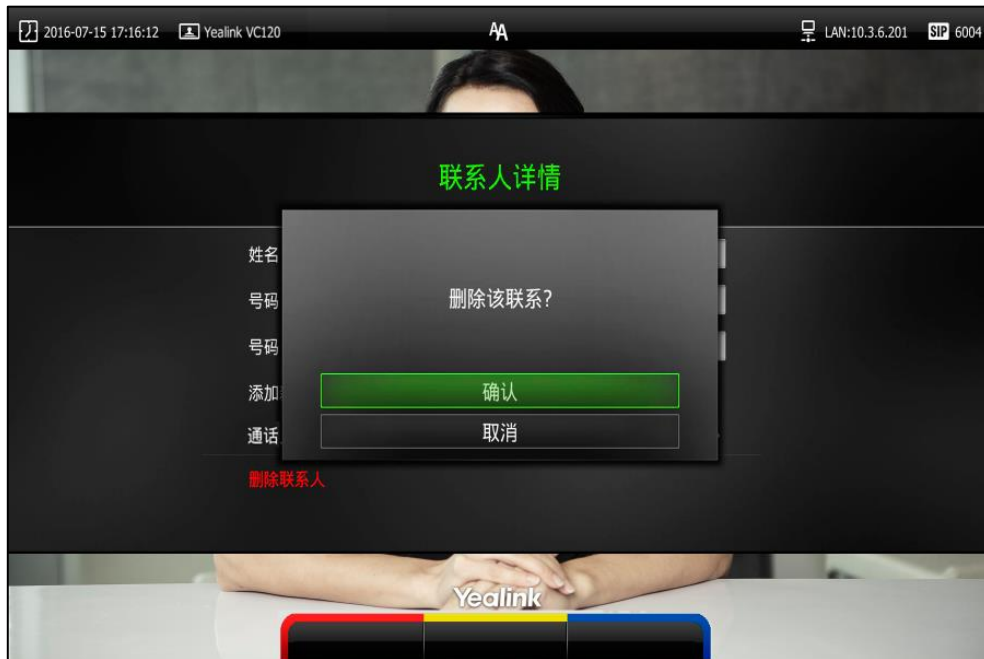 2016-07-15 17:16:12 Yealink VC120 AA LAN:10.3.6.201 SIP 6004
联系人详情
姓名
号码
删除该联系?
号码
添加
确认
通话
取消
删除联系人
Yealink